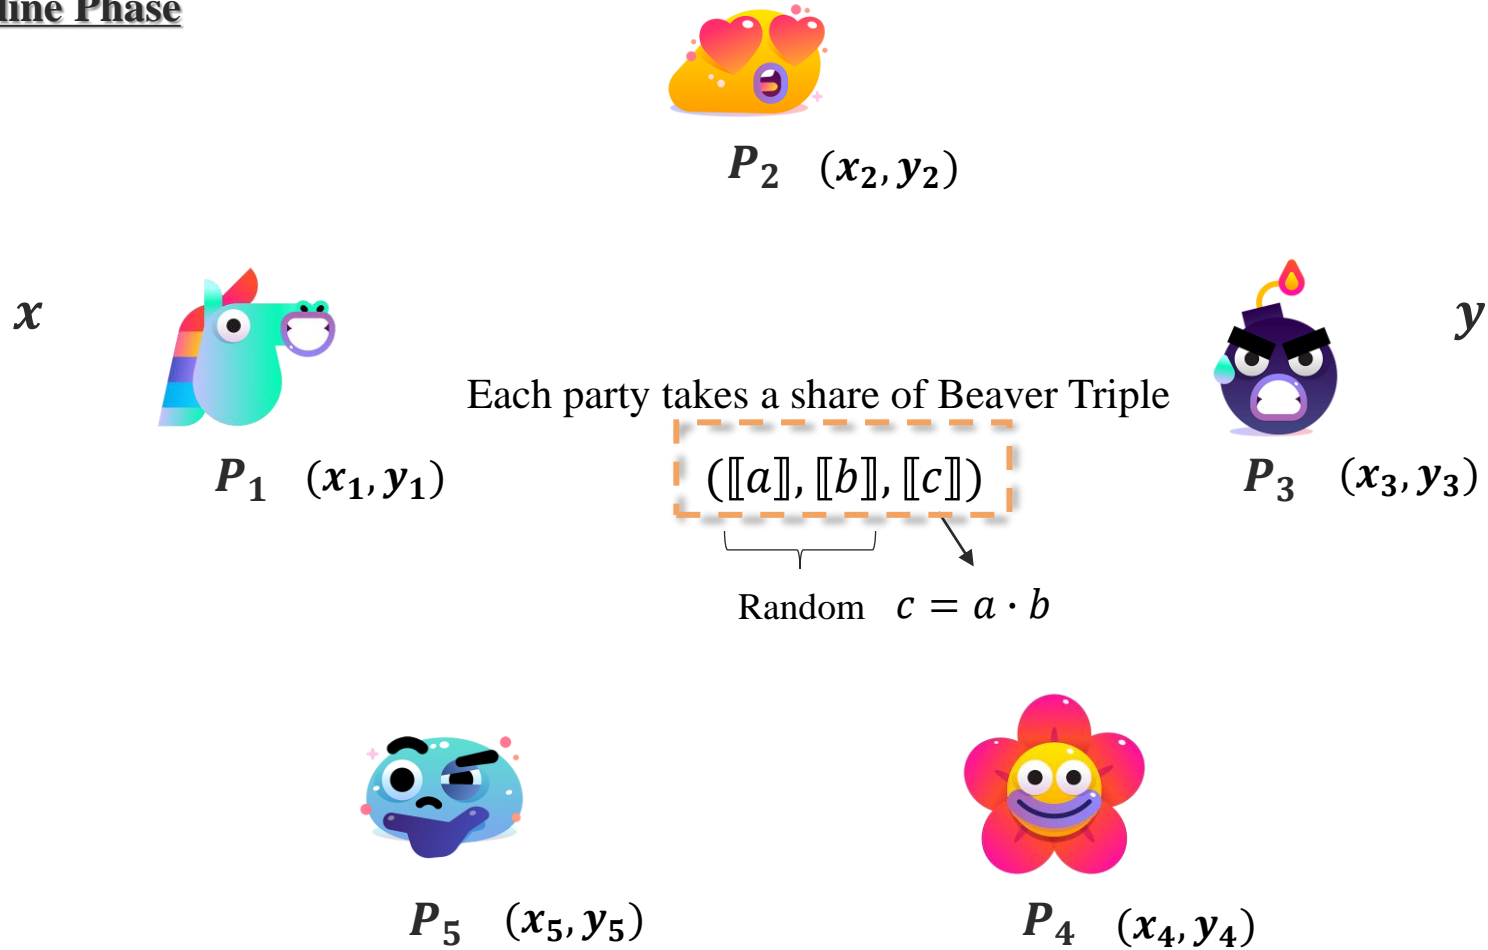 line Phase
P₂ (x₂, y₂)
x
y
Each party takes a share of Beaver Triple
(⟦a⟧, ⟦b⟧, ⟦c⟧)
P₁ (x₁, y₁)
P₃ (x₃, y₃)
Random c = a · b
P₅ (x₅, y₅)
P₄ (x₄, y₄)